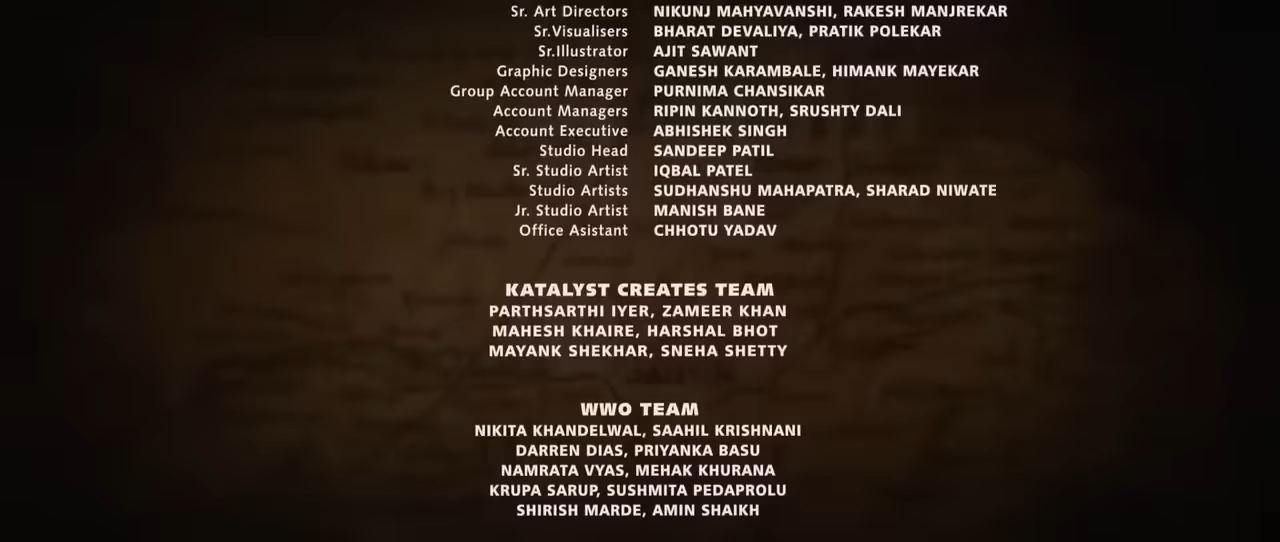 Sr. Art Directors NIKUNJ MAHYAVANSHI, RAKESH MANJREKAR
Sr.Visualisers BHARAT DEVALIYA, PRATIK POLEKAR
Sr.Illustrator AJIT SAWANT
Graphic Designers GANESH KARAMBALE, HIMANK MAYEKAR
Group Account Manager PURNIMA CHANSIKAR
Account Managers RIPIN KANNOTH, SRUSHTY DALI
Account Executive ABHISHEK SINGH
Studio Head SANDEEP PATIL
Sr. Studio Artist IQBAL PATEL
Studio Artists SUDHANSHU MAHAPATRA, SHARAD NIWATE
Jr. Studio Artist MANISH BANE
Office Asistant CHHOTU YADAV
KATALYST CREATES TEAM
PARTHSARTHI IYER, ZAMEER KHAN
MAHESH KHAIRE, HARSHAL BHOT
MAYANK SHEKHAR, SNEHA SHETTY
WWO TEAM
NIKITA KHANDELWAL, SAAHIL KRISHNANI
DARREN DIAS, PRIYANKA BASU
NAMRATA VYAS, MEHAK KHURANA
KRUPA SARUP, SUSHMITA PEDAPROLU
SHIRISH MARDE, AMIN SHAIKH